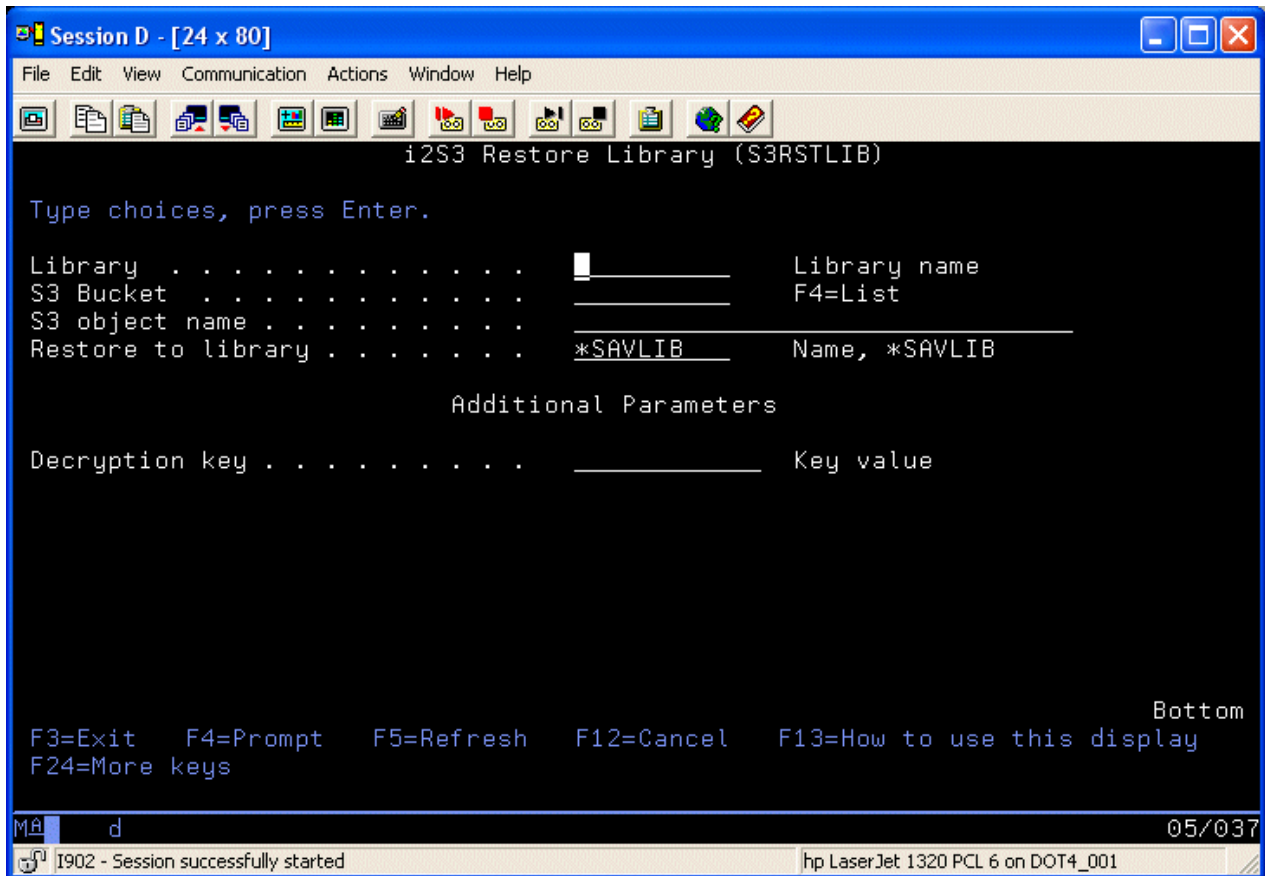 Session D - [24 x 80]
File Edit View Communication Actions Window Help
i2S3 Restore Library (S3RSTLIB)
Type choices, press Enter.
Library . . . . . . . . . . . . Library name
S3 Bucket . . . . . . . . . . . F4=List
S3 object name . . . . . . . . .
Restore to library . . . . . . . *SAVLIB Name, *SAVLIB
Additional Parameters
Decryption key . . . . . . . . . Key value
Bottom
F3=Exit F4=Prompt F5=Refresh F12=Cancel F13=How to use this display
F24=More keys
MA d 05/037
I902 - Session successfully started hp LaserJet 1320 PCL 6 on DOT4_001